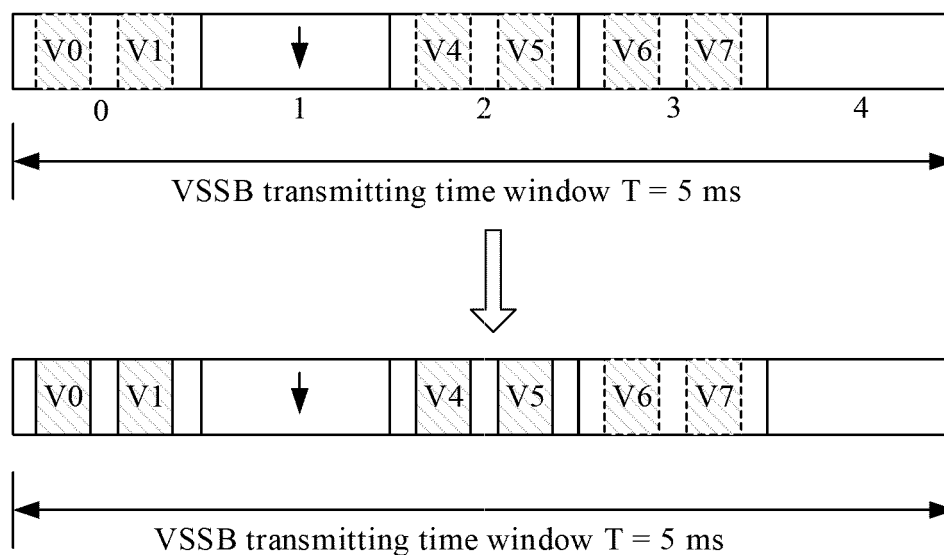 V0 V1 V4 V5 V6 V7
0 1 2 3 4
VSSB transmitting time window T = 5 ms
V0 V1 V4 V5 V6 V7
VSSB transmitting time window T = 5 ms